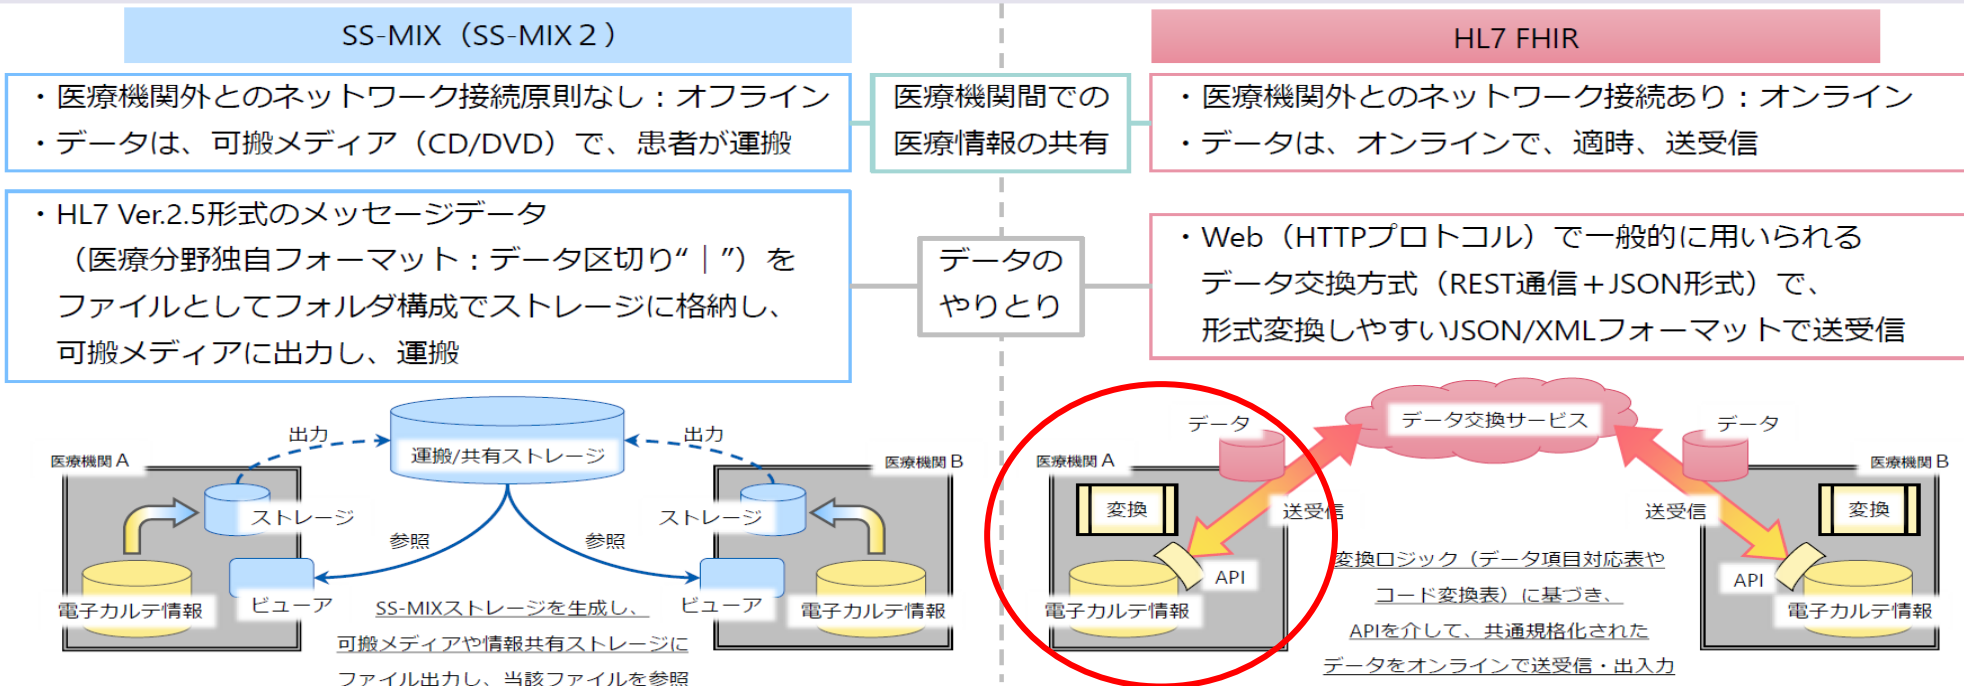 SS-MIX（SS-MIX２）
HL7 FHIR
・医療機関外とのネットワーク接続原則なし：オフライン
・データは、可搬メディア（CD/DVD）で、患者が運搬
医療機関間での
医療情報の共有
・医療機関外とのネットワーク接続あり：オンライン
・データは、オンラインで、適時、送受信
・HL7 Ver.2.5形式のメッセージデータ
（医療分野独自フォーマット：データ区切り“｜”）を
ファイルとしてフォルダ構成でストレージに格納し、
可搬メディアに出力し、運搬
データの
やりとり
・Web（HTTPプロトコル）で一般的に用いられる
データ交換方式（REST通信＋JSON形式）で、
形式変換しやすいJSON/XMLフォーマットで送受信
医療機関A
出力
運搬/共有ストレージ
出力
医療機関B
ストレージ
ストレージ
参照
参照
電子カルテ情報
ビューア
ビューア
電子カルテ情報
SS-MIXストレージを生成し、
可搬メディアや情報共有ストレージに
ファイル出力し、当該ファイルを参照
医療機関A
データ
データ交換サービス
データ
医療機関B
変換
送受信
送受信
変換
API
API
電子カルテ情報
電子カルテ情報
変換ロジック（データ項目対応表や
コード変換表）に基づき、
APIを介して、共通規格化された
データをオンラインで送受信・出入力